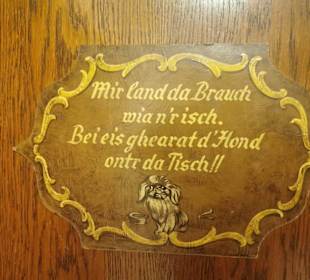 Mir land da Brauch
wia n'r isch.
Bei eis ghearat d'Hond
ontr da Tisch!!